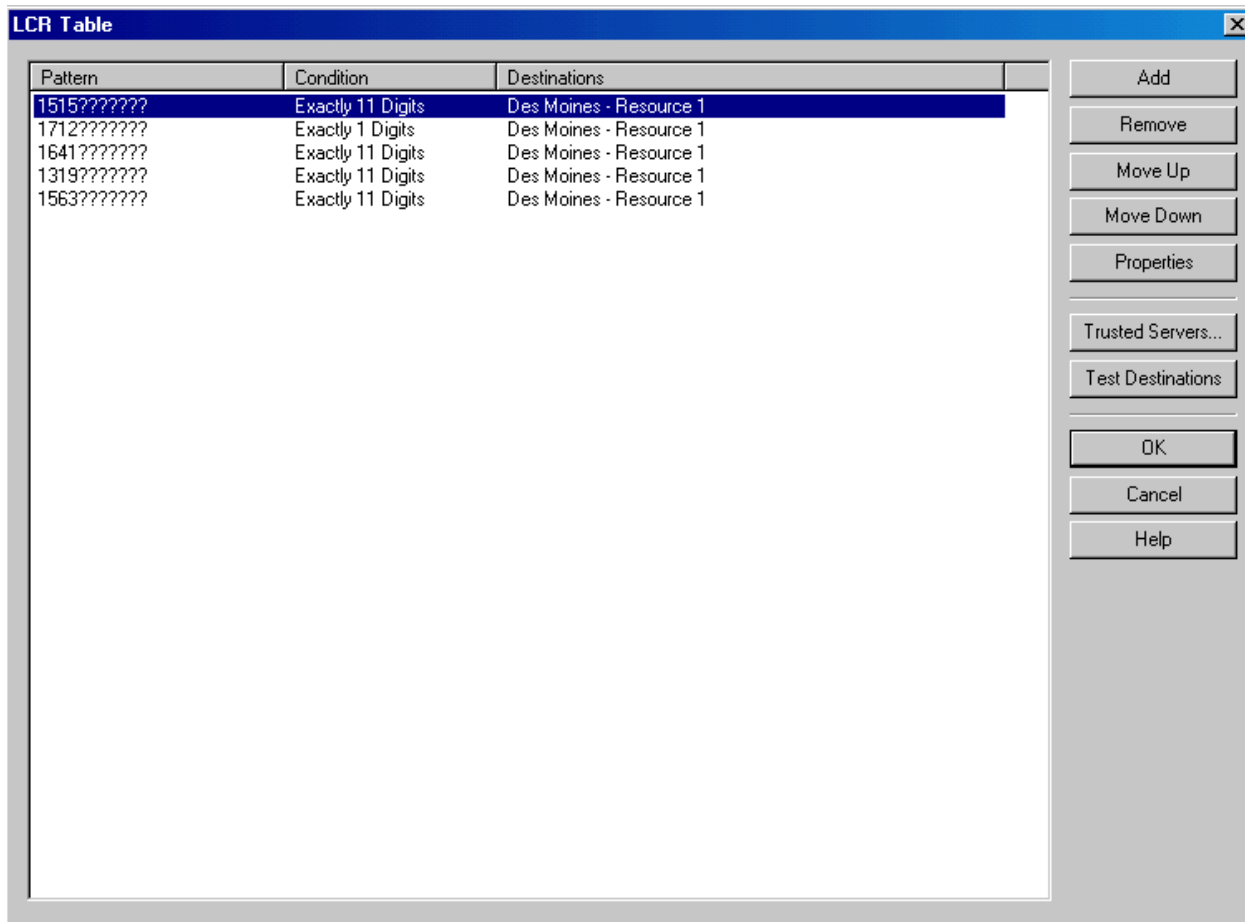 LCR Table
Pattern Condition Destinations
1515??????? Exactly 11 Digits Des Moines - Resource 1
1712??????? Exactly 1 Digits Des Moines - Resource 1
1641??????? Exactly 11 Digits Des Moines - Resource 1
1319??????? Exactly 11 Digits Des Moines - Resource 1
1563??????? Exactly 11 Digits Des Moines - Resource 1
Add
Remove
Move Up
Move Down
Properties
Trusted Servers...
Test Destinations
OK
Cancel
Help